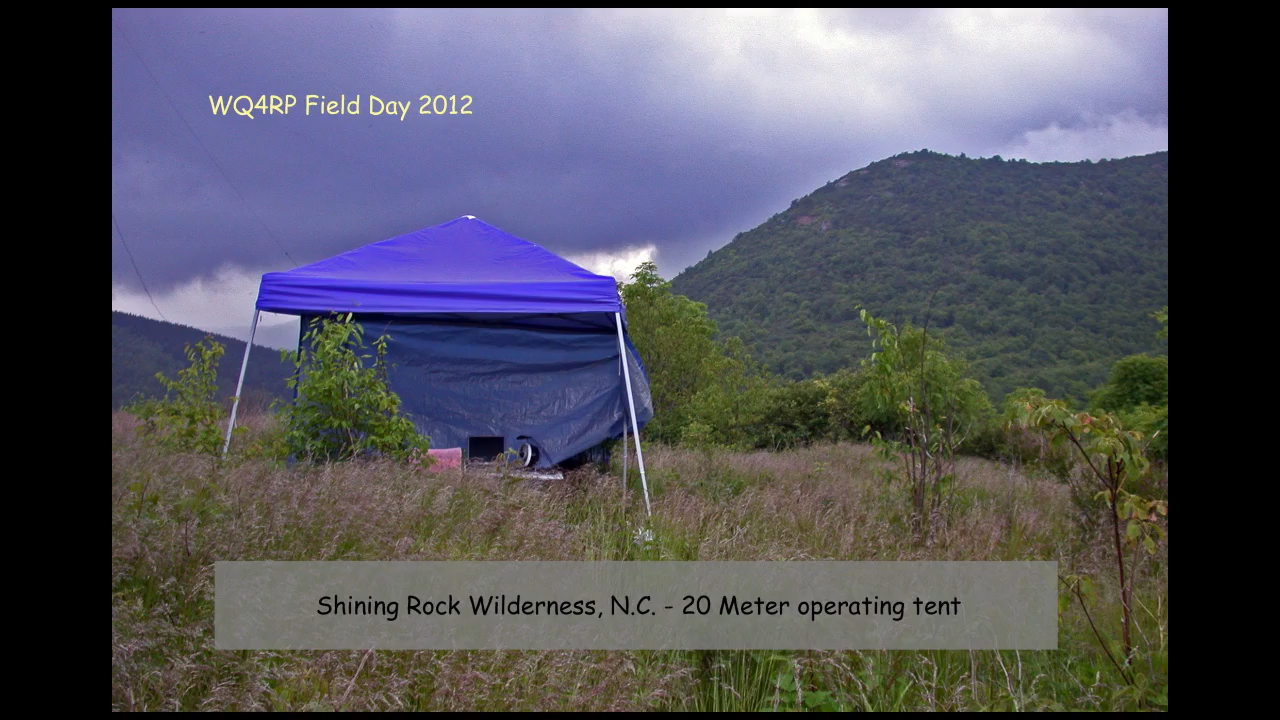 WQ4RP Field Day 2012
Shining Rock Wilderness, N.C. - 20 Meter operating tent